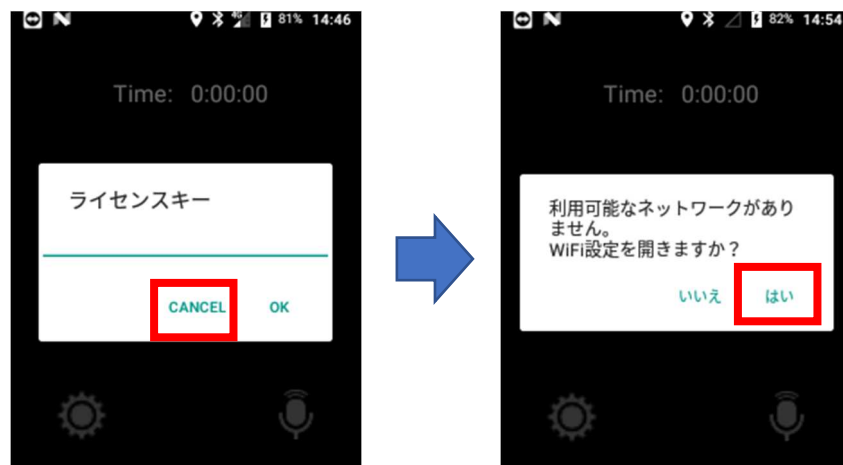 81% 14:46
Time: 0:00:00
ライセンスキー
CANCEL OK
82% 14:54
Time: 0:00:00
利用可能なネットワークがあり
ません。
WiFi設定を開きますか？
いいえ はい